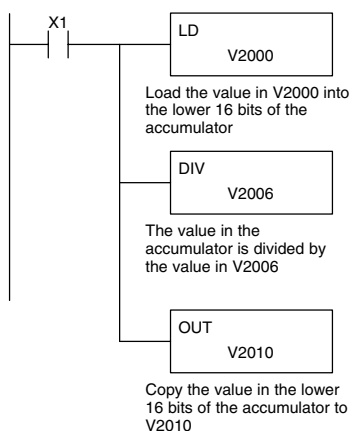 X1
LD
V2000
Load the value in V2000 into
the lower 16 bits of the
accumulator
DIV
V2006
The value in the
accumulator is divided by
the value in V2006
OUT
V2010
Copy the value in the lower
16 bits of the accumulator to
V2010